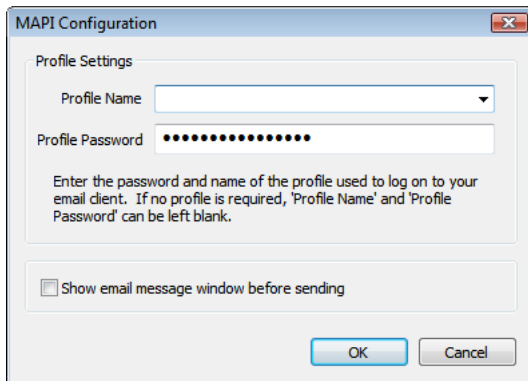 MAPI Configuration
Profile Settings
Profile Name
Profile Password ●●●●●●●●●●●●●●●●
Enter the password and name of the profile used to log on to your
email client. If no profile is required, 'Profile Name' and 'Profile
Password' can be left blank.
Show email message window before sending
OK Cancel